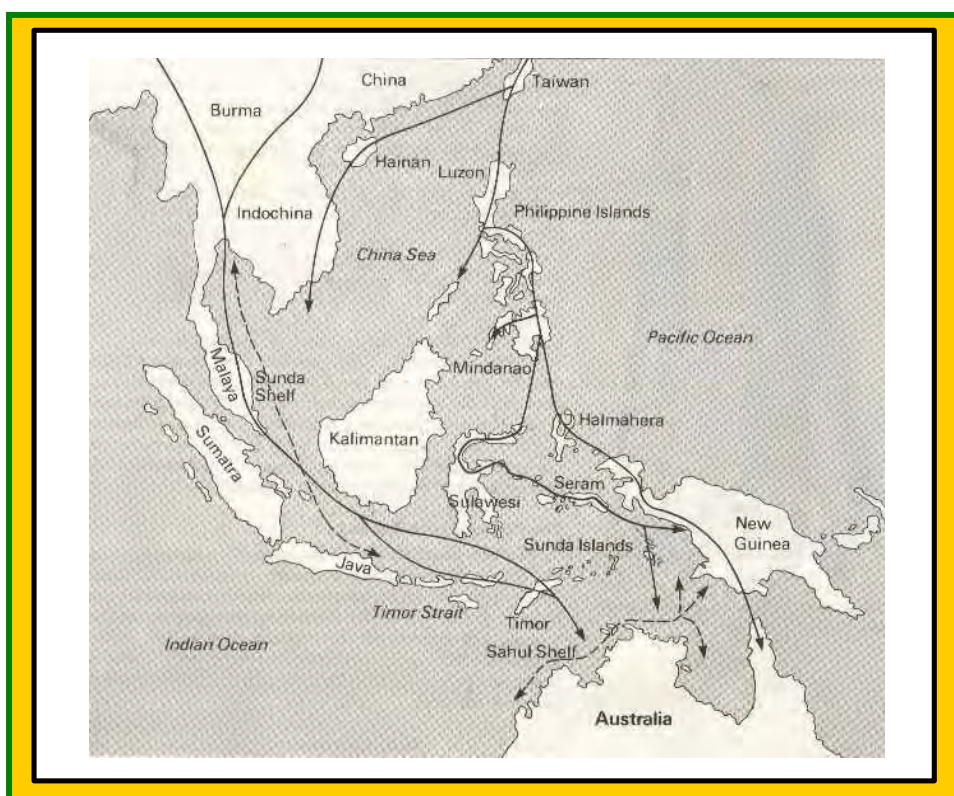 China
Taiwan
Burma
Hainan
Luzon
Indochina
Philippine Islands
China Sea
Pacific Ocean
Malaya
Sunda
Shelf
Mindanao
Sumatra
Kalimantan
Halmahera
Sulawesi
Seram
New
Guinea
Sunda Islands
Java
Timor Strait
Timor
Indian Ocean
Sahul Shelf
Australia